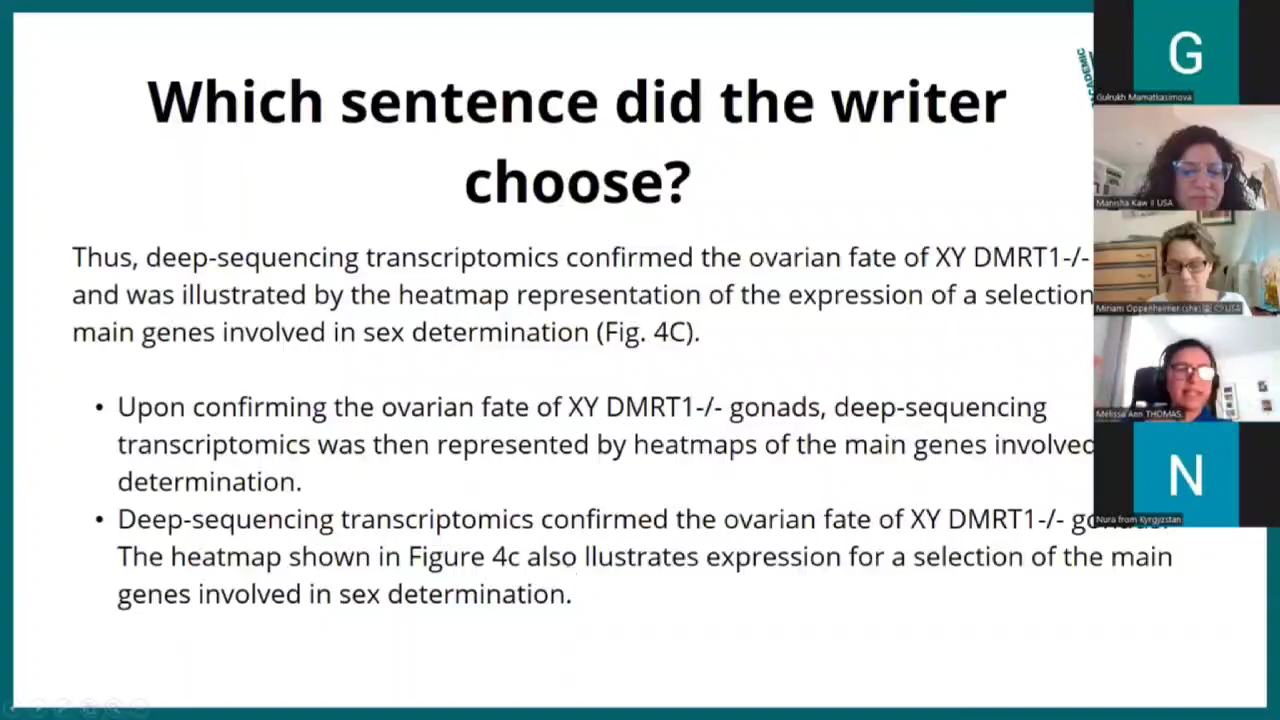 Which sentence did the writer
choose?
Thus, deep-sequencing transcriptomics confirmed the ovarian fate of XY DMRT1-/-
and was illustrated by the heatmap representation of the expression of a selection
main genes involved in sex determination (Fig. 4C).
• Upon confirming the ovarian fate of XY DMRT1-/- gonads, deep-sequencing
transcriptomics was then represented by heatmaps of the main genes involved
determination.
• Deep-sequencing transcriptomics confirmed the ovarian fate of XY DMRT1-/-
The heatmap shown in Figure 4c also llustrates expression for a selection of the main
genes involved in sex determination.
G
Gulrukh Mamatkasimova
Manisha Kaw II USA
Miriam Oppenheimer (she) USA
Mélissa Ann THOMAS
N
Nura from Kyrgyzstan